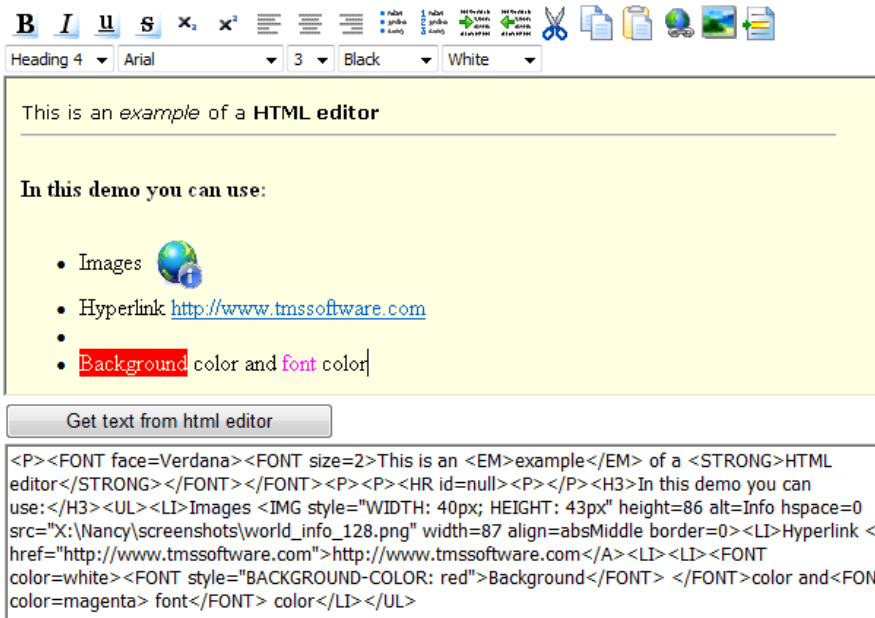 B I u S x₂ x²
Heading 4 Arial 3 Black White
This is an example of a HTML editor
In this demo you can use:
Images
Hyperlink http://www.tmssoftware.com
Background color and font color
Get text from html editor
<P><FONT face=Verdana><FONT size=2>This is an <EM>example</EM> of a <STRONG>HTML
editor</STRONG></FONT></FONT><P><P><HR id=null><P></P><H3>In this demo you can
use:</H3><UL><LI>Images <IMG style="WIDTH: 40px; HEIGHT: 43px" height=86 alt=Info hspace=0
src="X:\Nancy\screenshots\world_info_128.png" width=87 align=absMiddle border=0><LI>Hyperlink <
href="http://www.tmssoftware.com">http://www.tmssoftware.com</A><LI><LI><FONT
color=white><FONT style="BACKGROUND-COLOR: red">Background</FONT> </FONT>color and<FON
color=magenta> font</FONT> color</LI></UL>